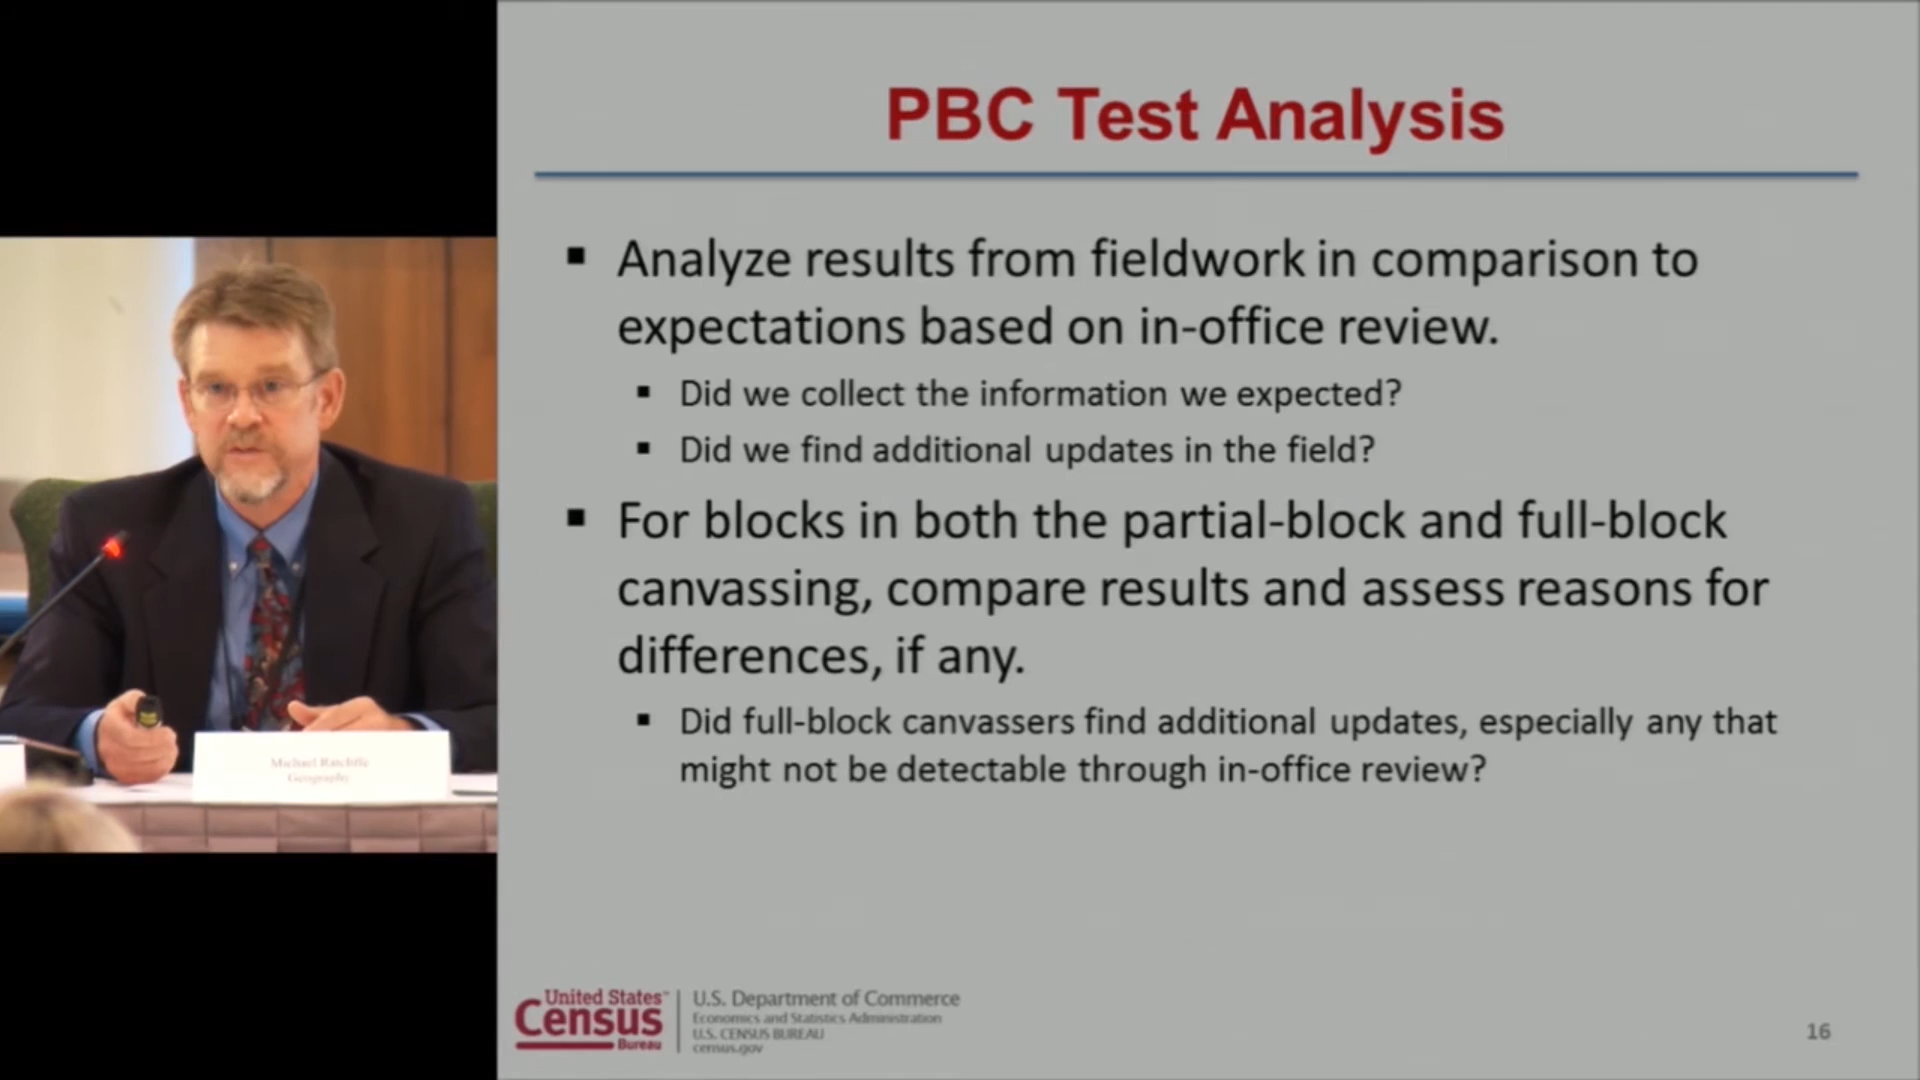 PBC Test Analysis
Analyze results from fieldwork in comparison to
expectations based on in-office review.
Did we collect the information we expected?
Did we find additional updates in the field?
For blocks in both the partial-block and full-block
canvassing, compare results and assess reasons for
differences, if any.
Did full-block canvassers find additional updates, especially any that
might not be detectable through in-office review?
Michael Ratcliffe
Geography
United States™
Census
Bureau
U.S. Department of Commerce
Economics and Statistics Administration
U.S. CENSUS BUREAU
census.gov
16